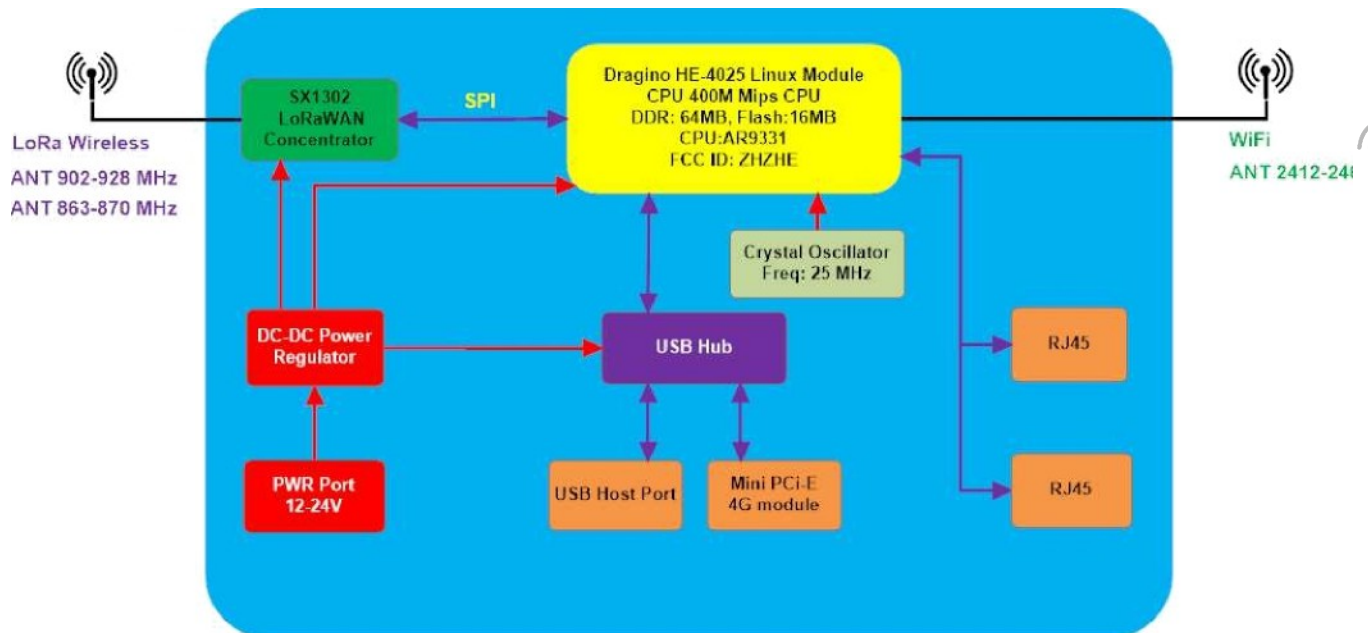 SX1302
LoRaWAN
Concentrator
SPI
Dragino HE-4025 Linux Module
CPU 400M Mips CPU
DDR: 64MB, Flash:16MB
CPU:AR9331
FCC ID: ZHZHE
LoRa Wireless
ANT 902-928 MHz
ANT 863-870 MHz
WiFi
ANT 2412-246
Crystal Oscillator
Freq: 25 MHz
DC-DC Power
Regulator
USB Hub
RJ45
PWR Port
12-24V
USB Host Port
Mini PCi-E
4G module
RJ45